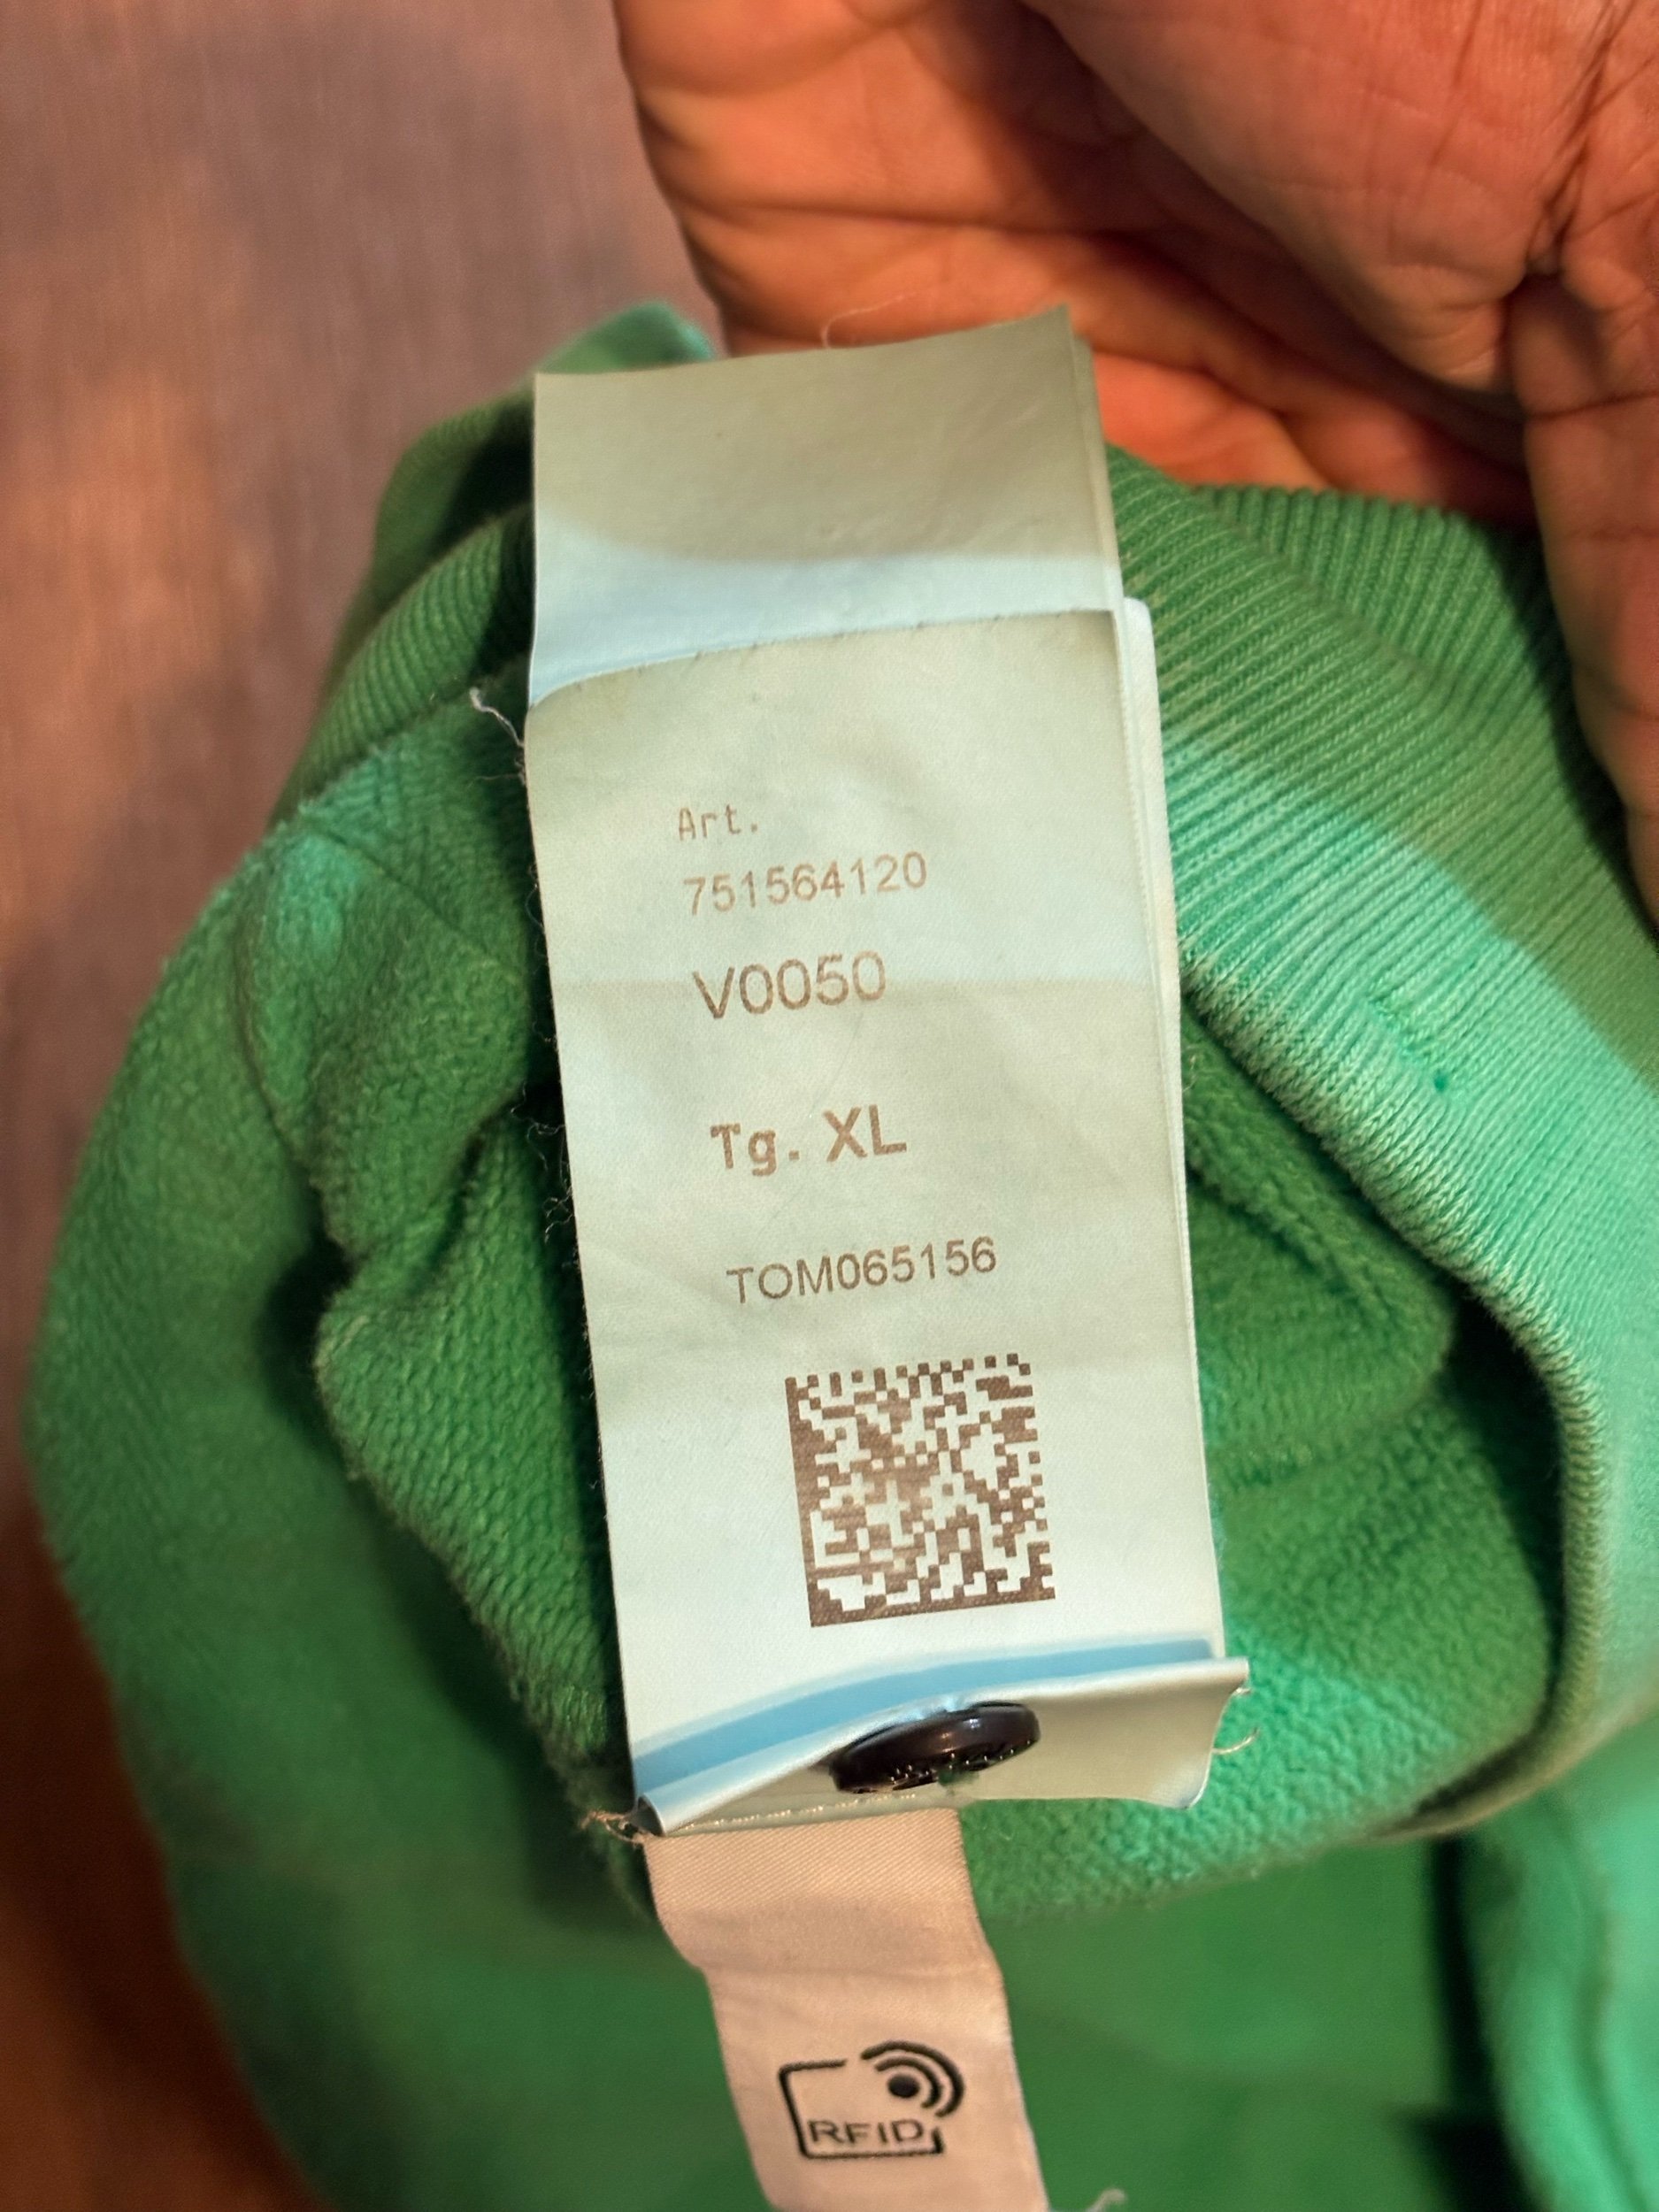 Art.
751564120
V0050
Tg. XL
TOM065156
RFID